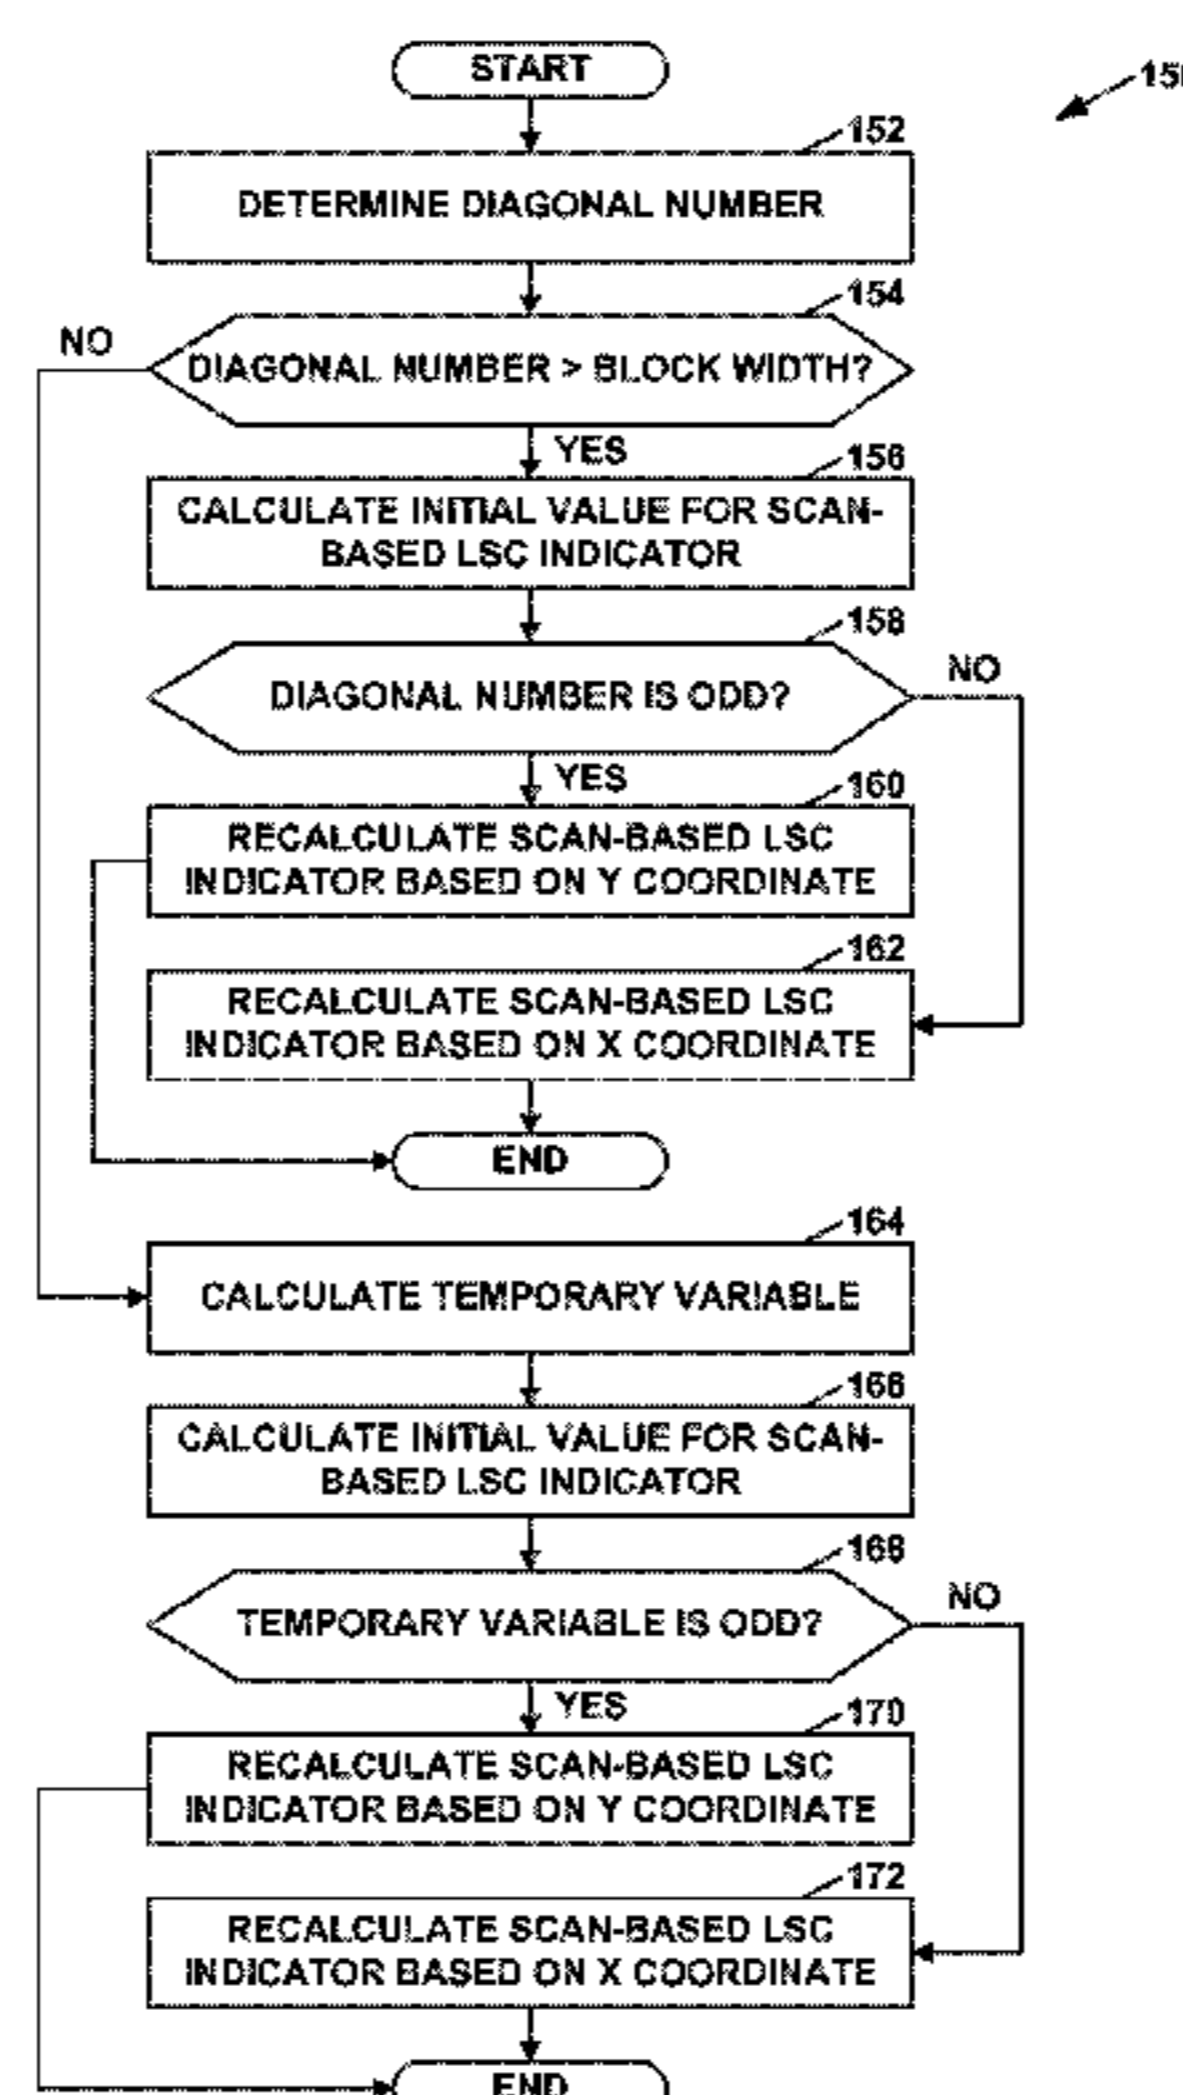 START
152
DETERMINE DIAGONAL NUMBER
154
NO
DIAGONAL NUMBER > BLOCK WIDTH?
YES
156
CALCULATE INITIAL VALUE FOR SCAN-
BASED LSC INDICATOR
158
NO
DIAGONAL NUMBER IS ODD?
YES
160
RECALCULATE SCAN-BASED LSC
INDICATOR BASED ON Y COORDINATE
162
RECALCULATE SCAN-BASED LSC
INDICATOR BASED ON X COORDINATE
END
164
CALCULATE TEMPORARY VARIABLE
166
CALCULATE INITIAL VALUE FOR SCAN-
BASED LSC INDICATOR
168
NO
TEMPORARY VARIABLE IS ODD?
YES
170
RECALCULATE SCAN-BASED LSC
INDICATOR BASED ON Y COORDINATE
172
RECALCULATE SCAN-BASED LSC
INDICATOR BASED ON X COORDINATE
END